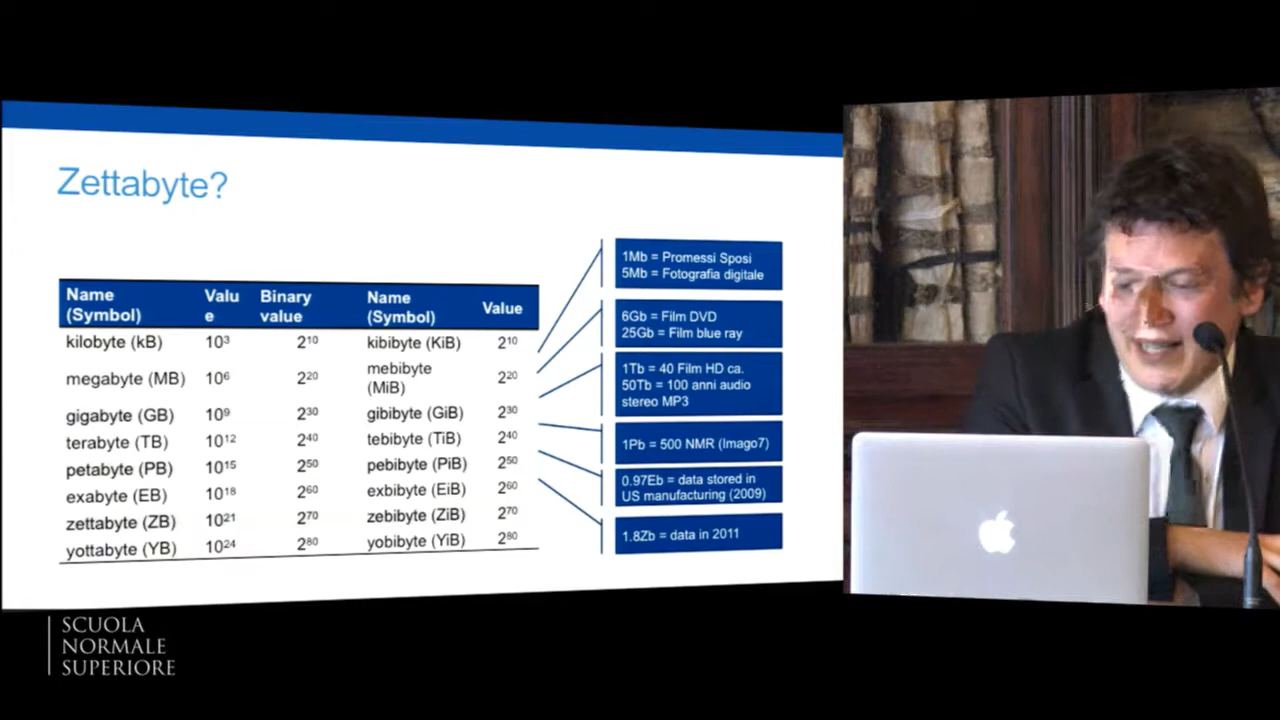 Zettabyte?
Name (Symbol) Value Binary value Name (Symbol) Value
kilobyte (kB) 10³ 2¹⁰ kibibyte (KiB) 2¹⁰
megabyte (MB) 10⁶ 2²⁰ mebibyte (MiB) 2²⁰
gigabyte (GB) 10⁹ 2³⁰ gibibyte (GiB) 2³⁰
terabyte (TB) 10¹² 2⁴⁰ tebibyte (TiB) 2⁴⁰
petabyte (PB) 10¹⁵ 2⁵⁰ pebibyte (PiB) 2⁵⁰
exabyte (EB) 10¹⁸ 2⁶⁰ exbibyte (EiB) 2⁶⁰
zettabyte (ZB) 10²¹ 2⁷⁰ zebibyte (ZiB) 2⁷⁰
yottabyte (YB) 10²⁴ 2⁸⁰ yobibyte (YiB) 2⁸⁰
1Mb = Promessi Sposi
5Mb = Fotografia digitale
6Gb = Film DVD
25Gb = Film blue ray
1Tb = 40 Film HD ca.
50Tb = 100 anni audio
stereo MP3
1Pb = 500 NMR (Imago7)
0.97Eb = data stored in
US manufacturing (2009)
1.8Zb = data in 2011
SCUOLA
NORMALE
SUPERIORE